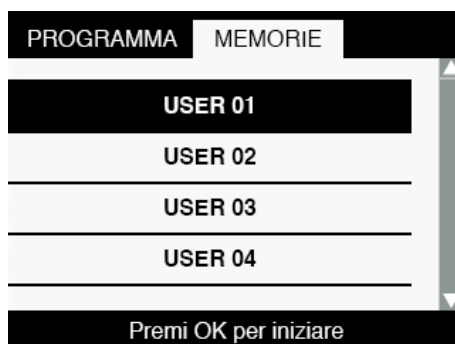 PROGRAMMA MEMORIE
USER 01
USER 02
USER 03
USER 04
Premi OK per iniziare